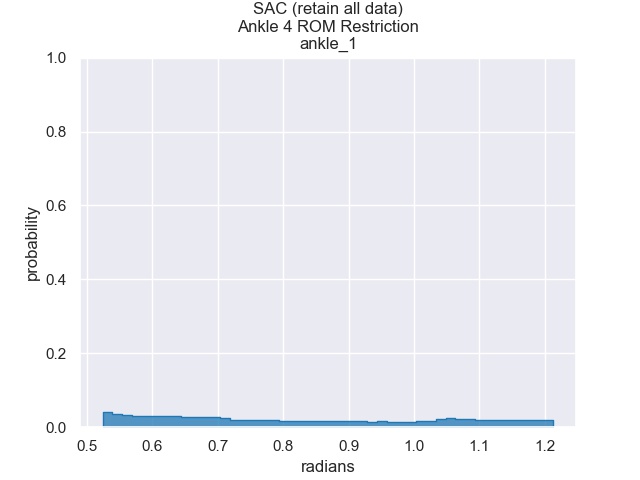 SAC (retain all data)
Ankle 4 ROM Restriction
ankle_1
1.0
0.8
0.6
0.4
0.2
0.0
probability
0.5 0.6 0.7 0.8 0.9 1.0 1.1 1.2
radians